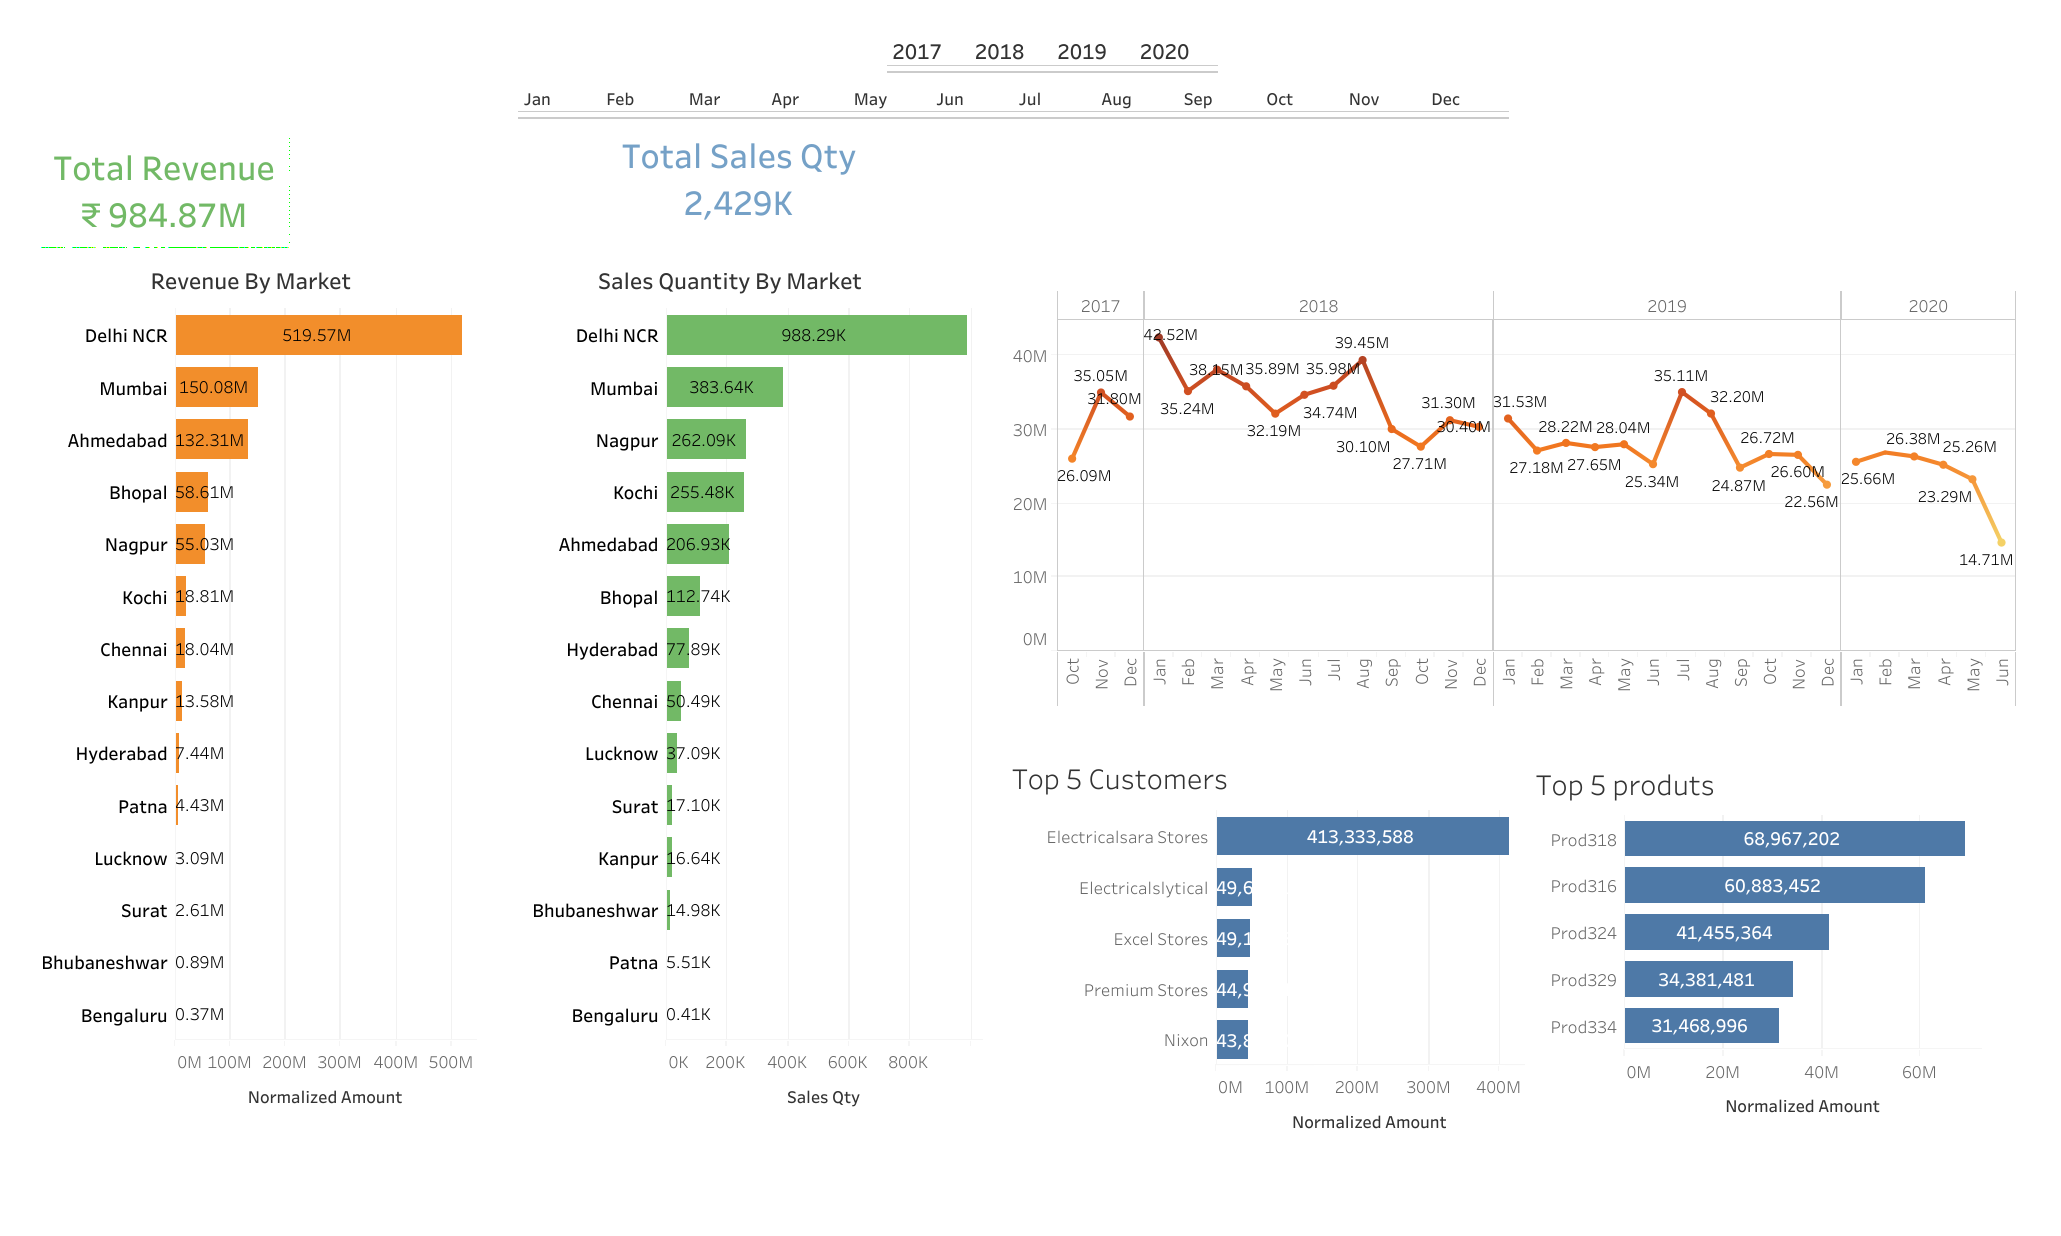 2017 2018 2019 2020
Jan Feb Mar Apr May Jun Jul Aug Sep Oct Nov Dec
Total Revenue
₹ 984.87M
Total Sales Qty
2,429K
Revenue By Market
Delhi NCR 519.57M
Mumbai 150.08M
Ahmedabad 132.31M
Bhopal 58.61M
Nagpur 55.03M
Kochi 18.81M
Chennai 18.04M
Kanpur 13.58M
Hyderabad 7.44M
Patna 4.43M
Lucknow 3.09M
Surat 2.61M
Bhubaneshwar 0.89M
Bengaluru 0.37M
0M 100M 200M 300M 400M 500M
Normalized Amount
Sales Quantity By Market
Delhi NCR 988.29K
Mumbai 383.64K
Nagpur 262.09K
Kochi 255.48K
Ahmedabad 206.93K
Bhopal 112.74K
Hyderabad 77.89K
Chennai 50.49K
Lucknow 37.09K
Surat 17.10K
Kanpur 16.64K
Bhubaneshwar 14.98K
Patna 5.51K
Bengaluru 0.41K
0K 200K 400K 600K 800K
Sales Qty
2017 2018 2019 2020
40M
30M
20M
10M
0M
26.09M 35.05M 31.80M
42.52M 35.24M 38.15M 35.89M 32.19M 34.74M 35.98M 39.45M 30.10M 27.71M 31.30M 30.40M
31.53M 27.18M 28.22M 27.65M 28.04M 25.34M 35.11M 32.20M 24.87M 26.72M 26.60M 22.56M
25.66M 26.38M 25.26M 23.29M 14.71M
Oct Nov Dec Jan Feb Mar Apr May Jun Jul Aug Sep Oct Nov Dec Jan Feb Mar Apr May Jun Jul Aug Sep Oct Nov Dec Jan Feb Mar Apr May Jun
Top 5 Customers
Electricalsara Stores 413,333,588
Electricalslytical 49,6
Excel Stores 49,1
Premium Stores 44,9
Nixon 43,8
0M 100M 200M 300M 400M
Normalized Amount
Top 5 produts
Prod318 68,967,202
Prod316 60,883,452
Prod324 41,455,364
Prod329 34,381,481
Prod334 31,468,996
0M 20M 40M 60M
Normalized Amount